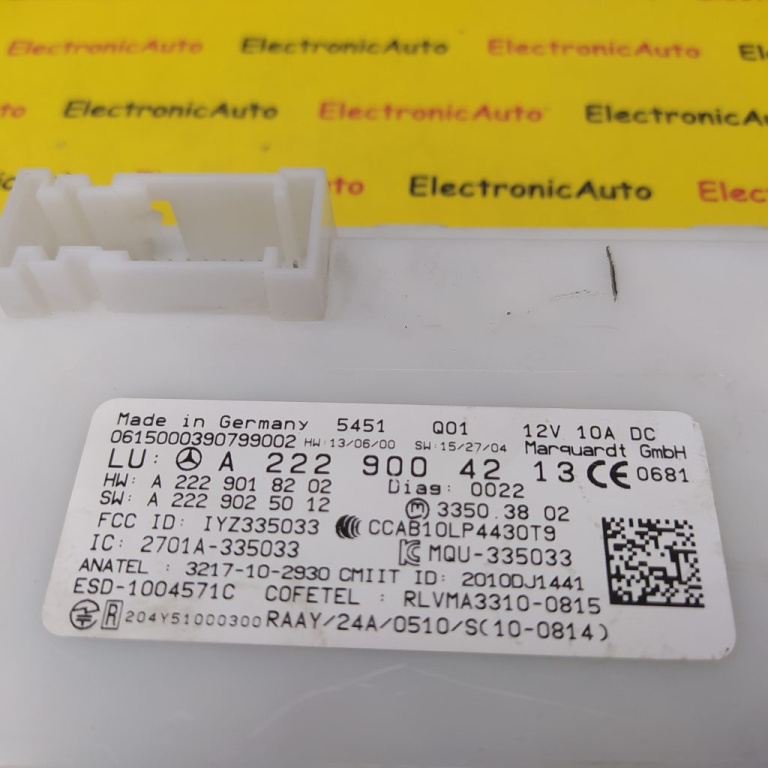 ElectronicAuto ElectronicAuto ElectronicAuto El
ElectronicAuto ElectronicAuto ElectronicA
ElectronicAuto Elect
Made in Germany 5451 Q01 12V 10A DC
0615000390799002 HW:13/06/00 SW:15/27/04 Marquardt GmbH
LU: A 222 900 42 13 CE 0681
HW: A 222 901 82 02 Diag: 0022
SW: A 222 902 50 12 3350.38 02
FCC ID: IYZ335033 CCAB10LP4430T9
IC: 2701A-335033 MQU-335033
ANATEL : 3217-10-2930 CMIIT ID: 2010DJ1441
ESD-1004571C COFETEL : RLVMA3310-0815
R 204Y51000300 RAAY/24A/0510/S(10-0814)